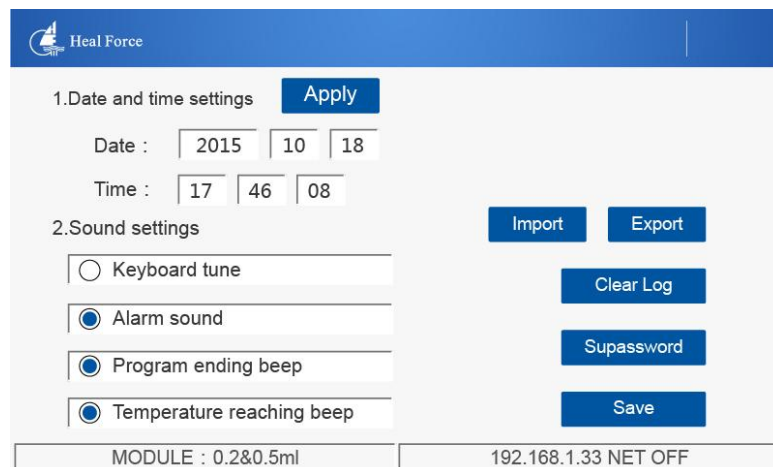 Heal Force
1.Date and time settings Apply
Date : 2015 10 18
Time : 17 46 08
2.Sound settings
Import Export
Keyboard tune
Clear Log
Alarm sound
Supassword
Program ending beep
Save
Temperature reaching beep
MODULE : 0.2&0.5ml
192.168.1.33 NET OFF